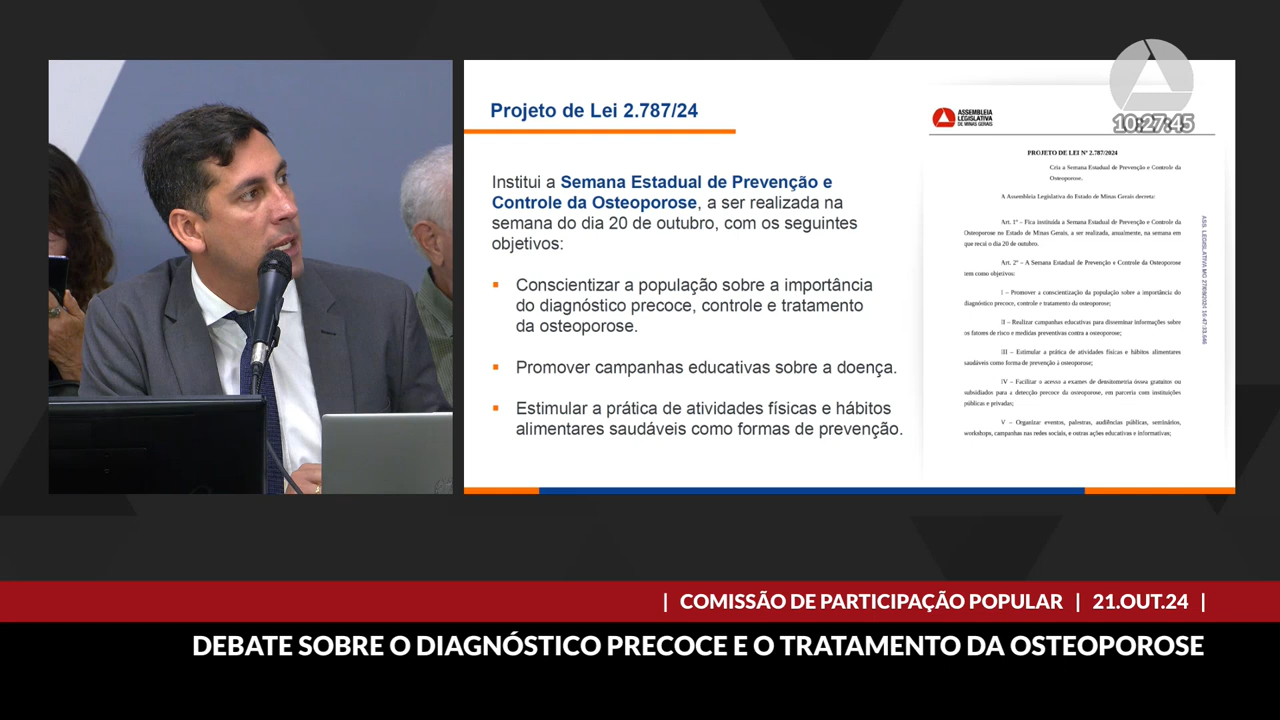 Projeto de Lei 2.787/24
Institui a Semana Estadual de Prevenção e
Controle da Osteoporose, a ser realizada na
semana do dia 20 de outubro, com os seguintes
objetivos:
Conscientizar a população sobre a importância
do diagnóstico precoce, controle e tratamento
da osteoporose.
Promover campanhas educativas sobre a doença.
Estimular a prática de atividades físicas e hábitos
alimentares saudáveis como formas de prevenção.
ASSEMBLEIA
LEGISLATIVA
DE MINAS GERAIS
10:27:45
PROJETO DE LEI Nº 2.787/2024
Cria a Semana Estadual de Prevenção e Controle da
Osteoporose.
A Assembleia Legislativa do Estado de Minas Gerais decreta:
Art. 1º – Fica instituída a Semana Estadual de Prevenção e Controle da
Osteoporose no Estado de Minas Gerais, a ser realizada, anualmente, na semana em
que recai o dia 20 de outubro.
Art. 2º – A Semana Estadual de Prevenção e Controle da Osteoporose
tem como objetivos:
I – Promover a conscientização da população sobre a importância do
diagnóstico precoce, controle e tratamento da osteoporose;
II – Realizar campanhas educativas para disseminar informações sobre
os fatores de risco e medidas preventivas contra a osteoporose;
III – Estimular a prática de atividades físicas e hábitos alimentares
saudáveis como forma de prevenção à osteoporose;
IV – Facilitar o acesso a exames de densitometria óssea gratuitos ou
subsidiados para a detecção precoce da osteoporose, em parceria com instituições
públicas e privadas;
V – Organizar eventos, palestras, audiências públicas, seminários,
workshops, campanhas nas redes sociais, e outras ações educativas e informativas;
| COMISSÃO DE PARTICIPAÇÃO POPULAR | 21.OUT.24 |
DEBATE SOBRE O DIAGNÓSTICO PRECOCE E O TRATAMENTO DA OSTEOPOROSE